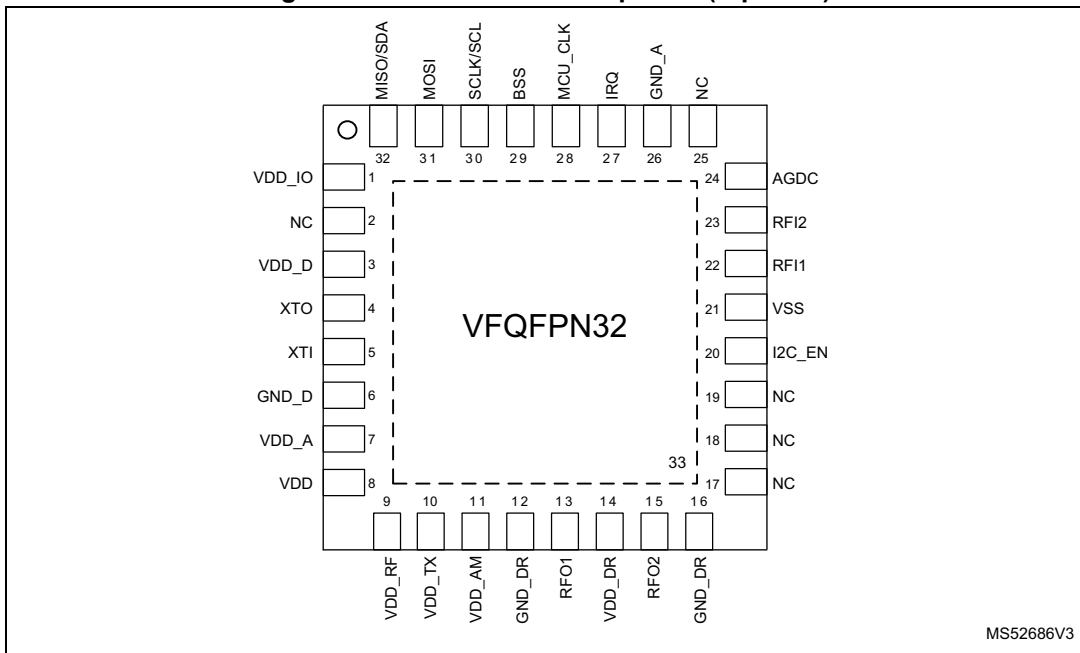 MISO/SDA
MOSI
SCLK/SCL
BSS
MCU_CLK
IRQ
GND_A
NC
32
31
30
29
28
27
26
25
VDD_IO 1
NC 2
VDD_D 3
XTO 4
XTI 5
GND_D 6
VDD_A 7
VDD 8
VFQFPN32
33
24 AGDC
23 RFI2
22 RFI1
21 VSS
20 I2C_EN
19 NC
18 NC
17 NC
9
10
11
12
13
14
15
16
VDD_RF
VDD_TX
VDD_AM
GND_DR
RFO1
VDD_DR
RFO2
GND_DR
MS52686V3